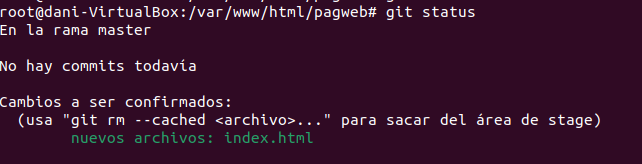 root@dani-VirtualBox:/var/www/html/pagweb# git status
En la rama master
No hay commits todavía
Cambios a ser confirmados:
(usa "git rm --cached <archivo>..." para sacar del área de stage)
nuevos archivos: index.html